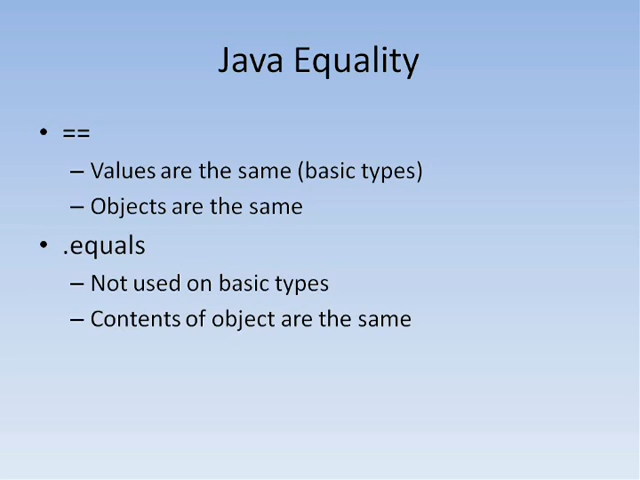 Java Equality
• ==
– Values are the same (basic types)
– Objects are the same
• .equals
– Not used on basic types
– Contents of object are the same